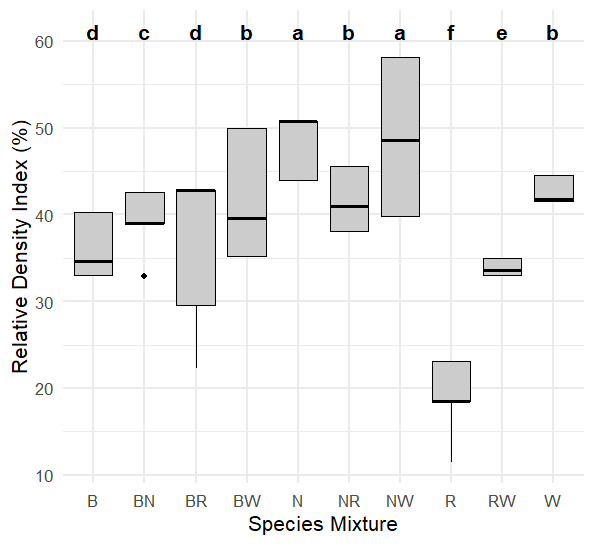 d c d b a b a f e b
60
50
40
30
20
10
Relative Density Index (%)
B BN BR BW N NR NW R RW W
Species Mixture